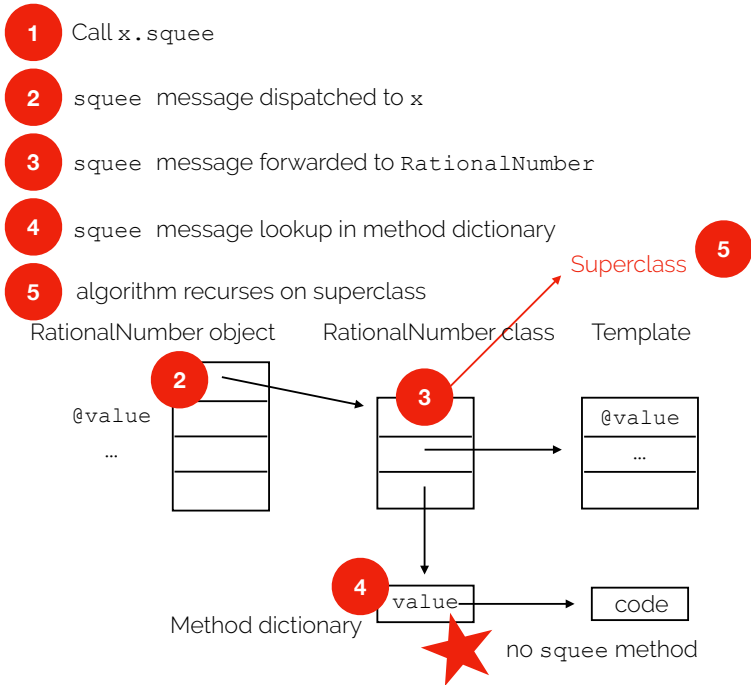 1 Call x.squee
2 squee message dispatched to x
3 squee message forwarded to RationalNumber
4 squee message lookup in method dictionary
Superclass 5
5 algorithm recurses on superclass
RationalNumber object RationalNumber class Template
2
3
@value @value
… …
4
value code
Method dictionary
no squee method